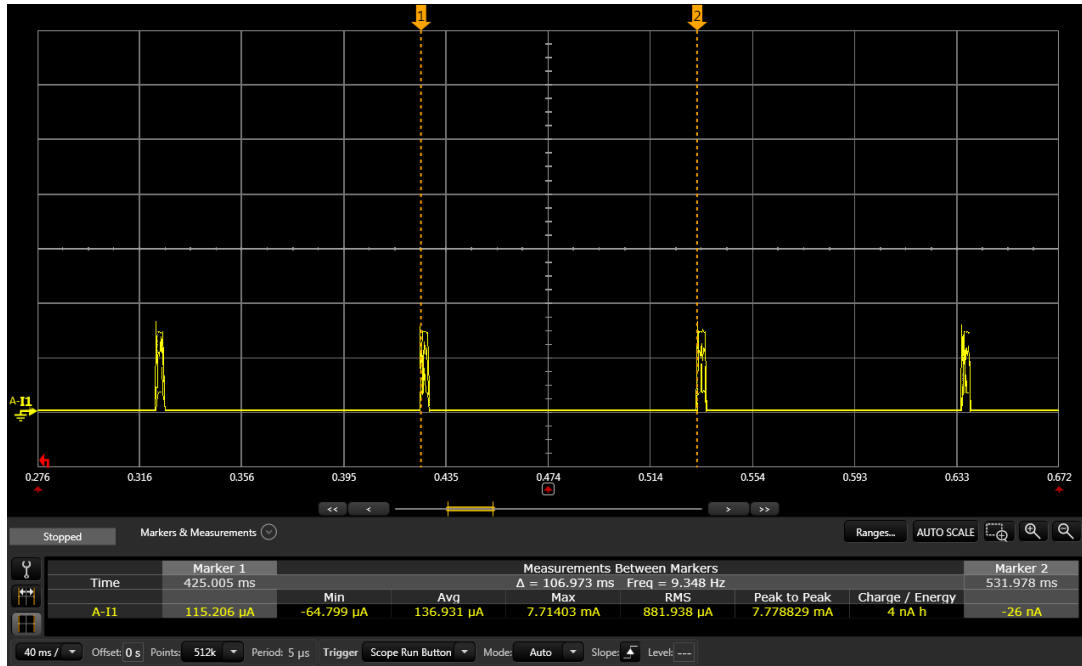 1 2
A-I1
0.276 0.316 0.356 0.395 0.435 0.474 0.514 0.554 0.593 0.633 0.672
<< < > >>
Stopped Markers & Measurements Ranges... AUTO SCALE
Marker 1 Measurements Between Markers Marker 2
Time 425.005 ms Δ = 106.973 ms Freq = 9.348 Hz 531.978 ms
Min Avg Max RMS Peak to Peak Charge / Energy
A-I1 115.206 µA -64.799 µA 136.931 µA 7.71403 mA 881.938 µA 7.778829 mA 4 nA h -26 nA
40 ms / Offset: 0 s Points: 512k Period: 5 µs Trigger Scope Run Button Mode: Auto Slope: Level: ---